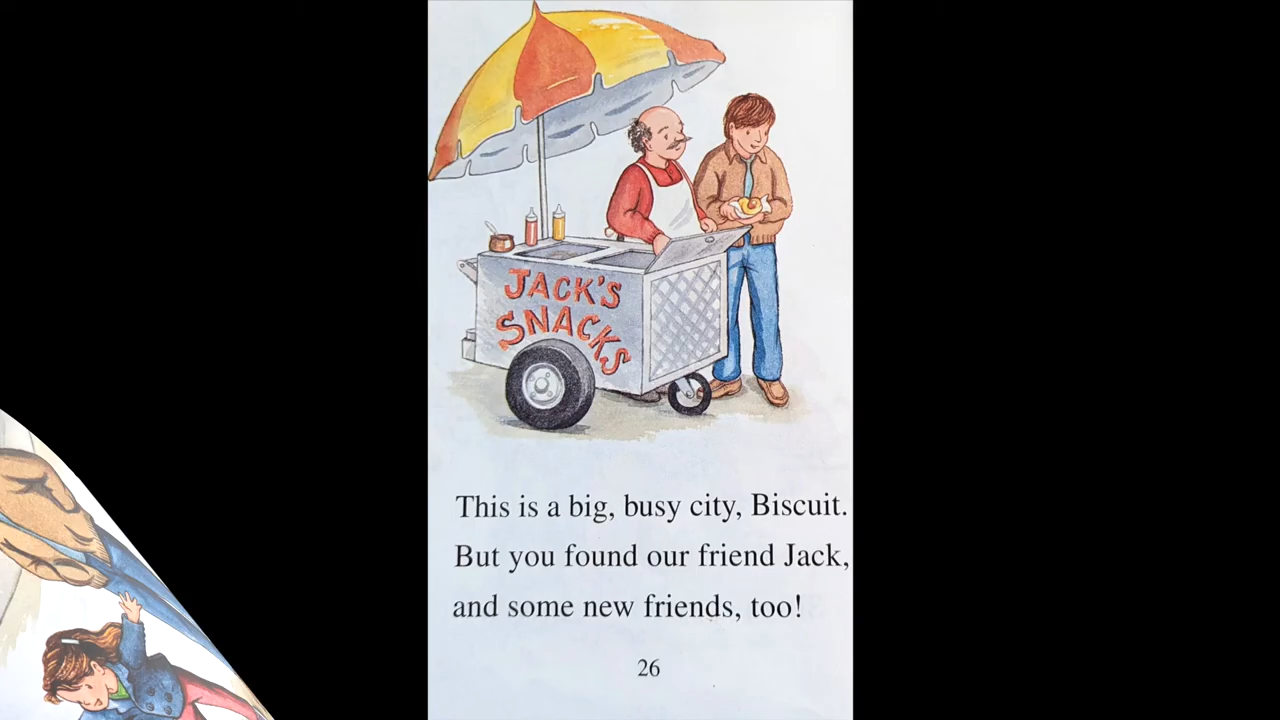 JACK'S
SNACKS
This is a big, busy city, Biscuit.
But you found our friend Jack,
and some new friends, too!
26